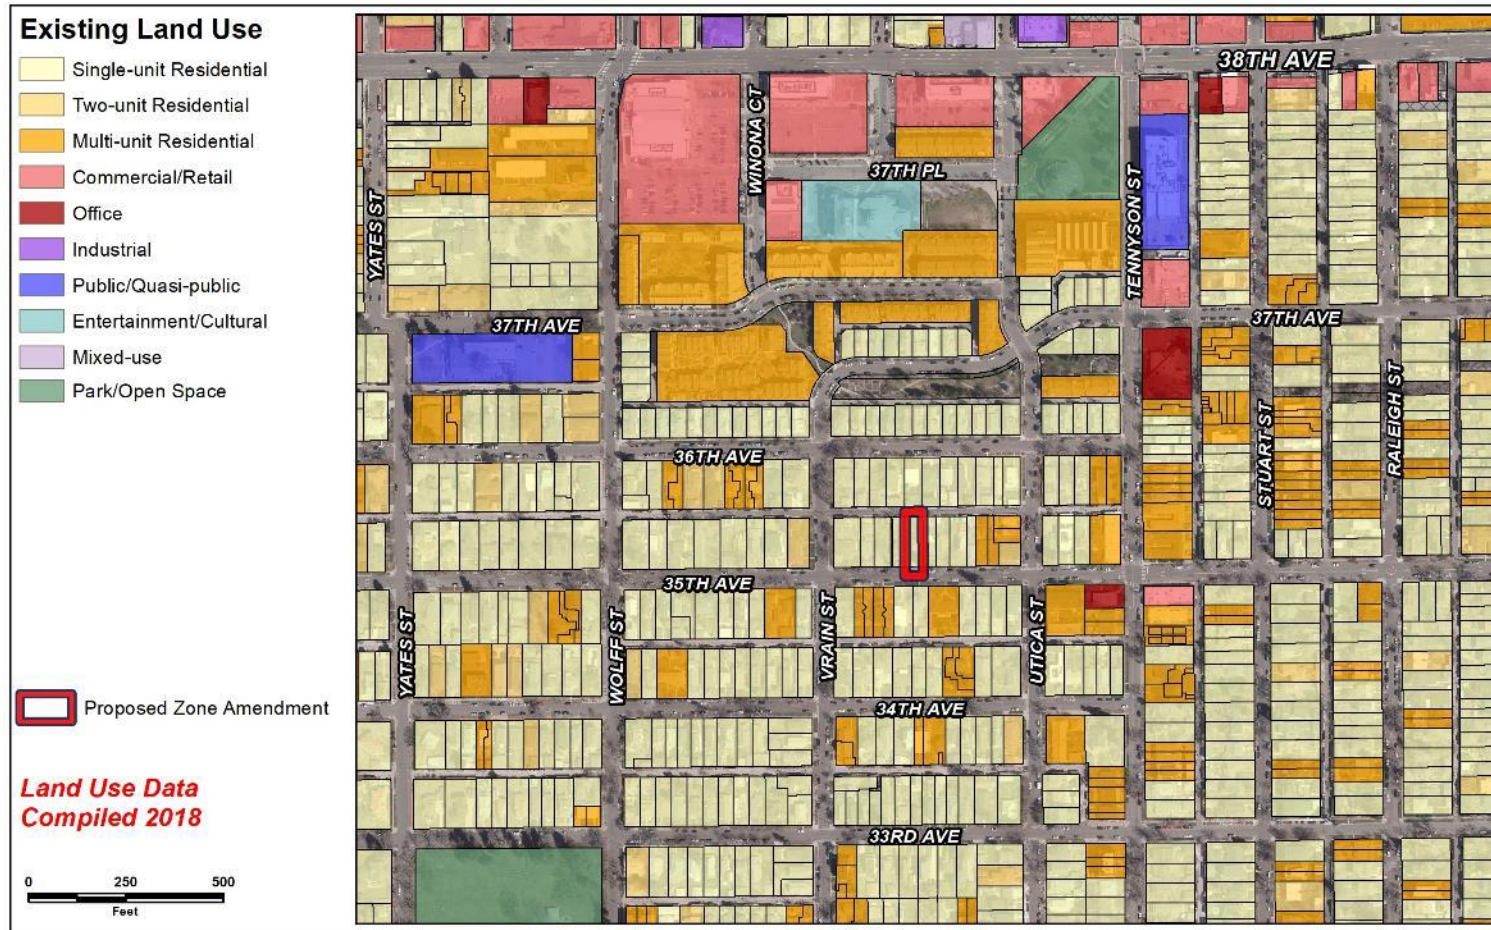 Existing Land Use
Single-unit Residential
Two-unit Residential
Multi-unit Residential
Commercial/Retail
Office
Industrial
Public/Quasi-public
Entertainment/Cultural
Mixed-use
Park/Open Space
Proposed Zone Amendment
Land Use Data
Compiled 2018
0 250 500
Feet
38TH AVE
WINONA CT
37TH PL
YATES ST
TENNYSON ST
37TH AVE
37TH AVE
RALEIGH ST
STUART ST
36TH AVE
35TH AVE
YATES ST
WOLFF ST
VRAIN ST
UTICA ST
34TH AVE
33RD AVE